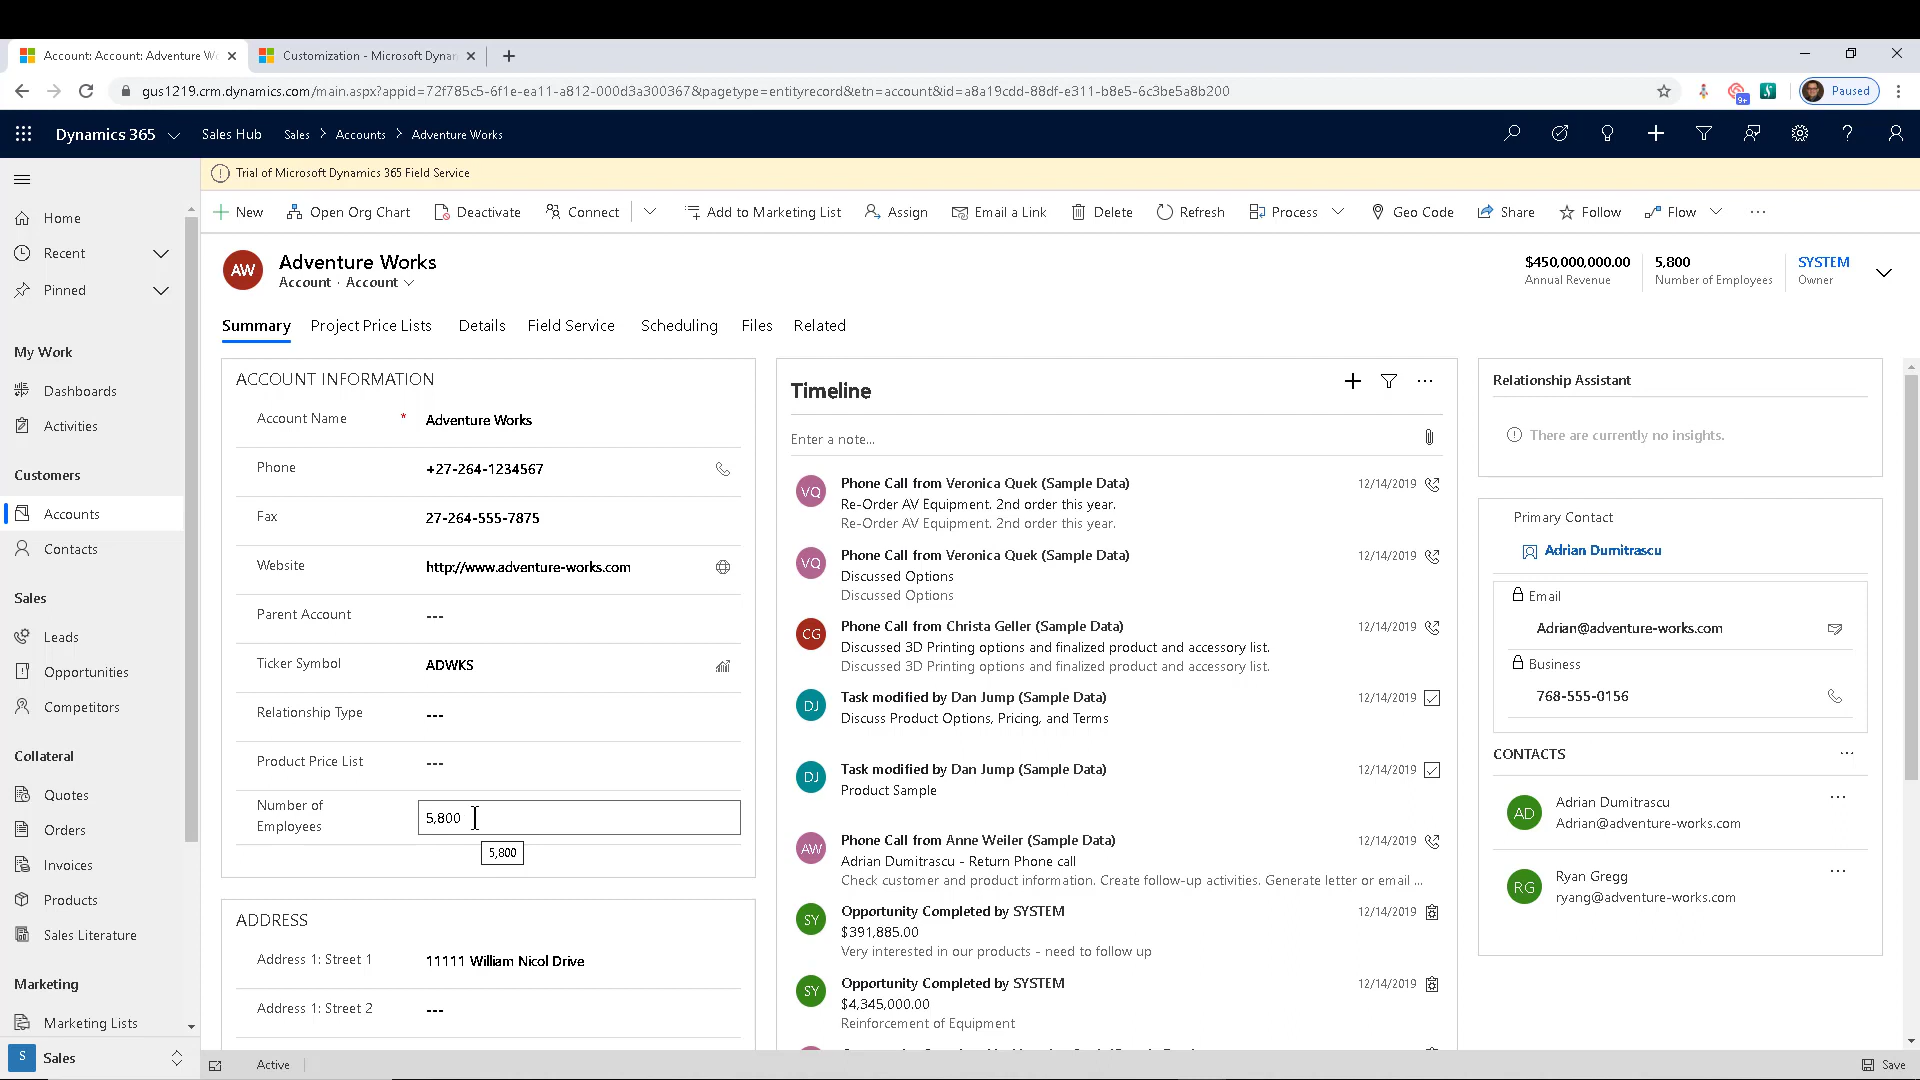 Account: Account: Adventure W
Customization - Microsoft Dynar
gus1219.crm.dynamics.com/main.aspx?appid=72f785c5-6f1e-ea11-a812-000d3a300367&pagetype=entityrecord&etn=account&id=a8a19cdd-88df-e311-b8e5-6c3be5a8b200
9+
Paused
Dynamics 365
Sales Hub
Sales > Accounts > Adventure Works
Trial of Microsoft Dynamics 365 Field Service
New
Open Org Chart
Deactivate
Connect
Add to Marketing List
Assign
Email a Link
Delete
Refresh
Process
Geo Code
Share
Follow
Flow
Home
Recent
Pinned
My Work
Dashboards
Activities
Customers
Accounts
Contacts
Sales
Leads
Opportunities
Competitors
Collateral
Quotes
Orders
Invoices
Products
Sales Literature
Marketing
Marketing Lists
S
Sales
AW
Adventure Works
Account · Account
$450,000,000.00
Annual Revenue
5,800
Number of Employees
SYSTEM
Owner
Summary
Project Price Lists
Details
Field Service
Scheduling
Files
Related
ACCOUNT INFORMATION
Account Name * Adventure Works
Phone +27-264-1234567
Fax 27-264-555-7875
Website http://www.adventure-works.com
Parent Account ---
Ticker Symbol ADWKS
Relationship Type ---
Product Price List ---
Number of
Employees
5,800
5,800
ADDRESS
Address 1: Street 1 11111 William Nicol Drive
Address 1: Street 2 ---
Timeline
Enter a note...
VQ
Phone Call from Veronica Quek (Sample Data) 12/14/2019
Re-Order AV Equipment. 2nd order this year.
Re-Order AV Equipment. 2nd order this year.
VQ
Phone Call from Veronica Quek (Sample Data) 12/14/2019
Discussed Options
Discussed Options
CG
Phone Call from Christa Geller (Sample Data) 12/14/2019
Discussed 3D Printing options and finalized product and accessory list.
Discussed 3D Printing options and finalized product and accessory list.
DJ
Task modified by Dan Jump (Sample Data) 12/14/2019
Discuss Product Options, Pricing, and Terms
DJ
Task modified by Dan Jump (Sample Data) 12/14/2019
Product Sample
AW
Phone Call from Anne Weiler (Sample Data) 12/14/2019
Adrian Dumitrascu - Return Phone call
Check customer and product information. Create follow-up activities. Generate letter or email ...
SY
Opportunity Completed by SYSTEM 12/14/2019
$391,885.00
Very interested in our products - need to follow up
SY
Opportunity Completed by SYSTEM 12/14/2019
$4,345,000.00
Reinforcement of Equipment
Relationship Assistant
There are currently no insights.
Primary Contact
Adrian Dumitrascu
Email
Adrian@adventure-works.com
Business
768-555-0156
CONTACTS
AD
Adrian Dumitrascu
Adrian@adventure-works.com
RG
Ryan Gregg
ryang@adventure-works.com
Active
Save